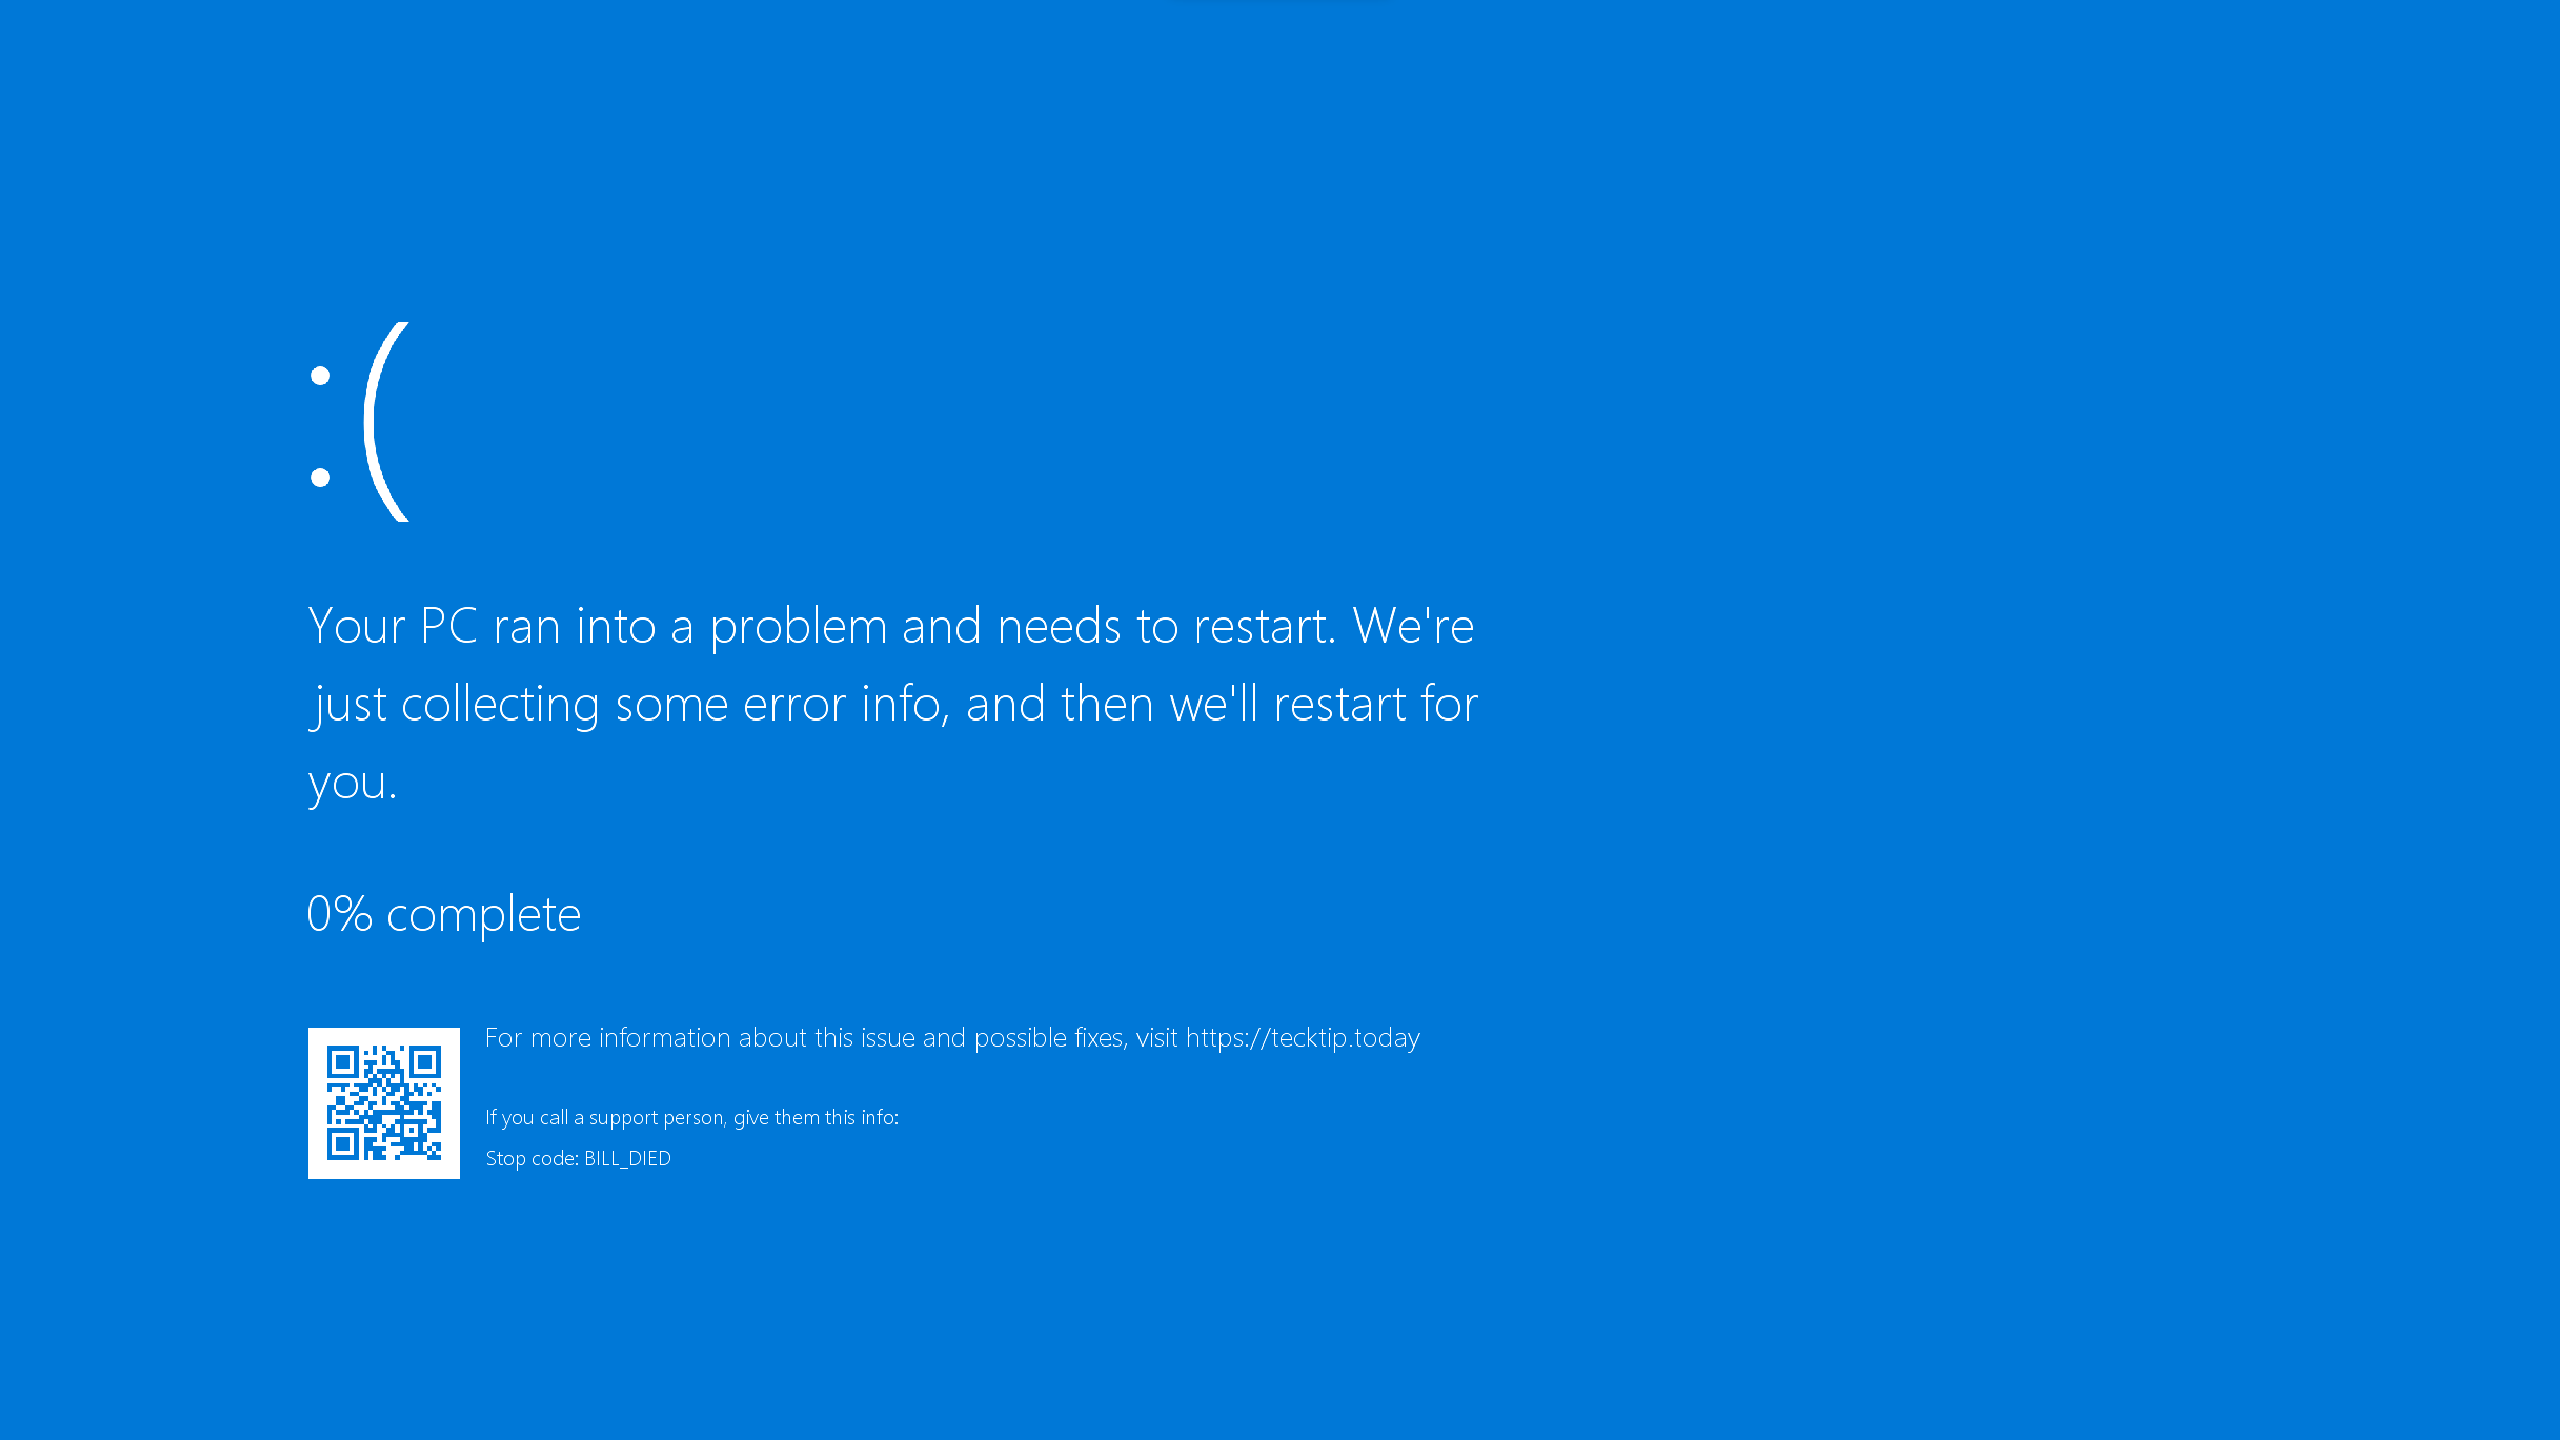 :(
Your PC ran into a problem and needs to restart. We're
just collecting some error info, and then we'll restart for
you.
0% complete
For more information about this issue and possible fixes, visit https://tecktip.today
If you call a support person, give them this info:
Stop code: BILL_DIED